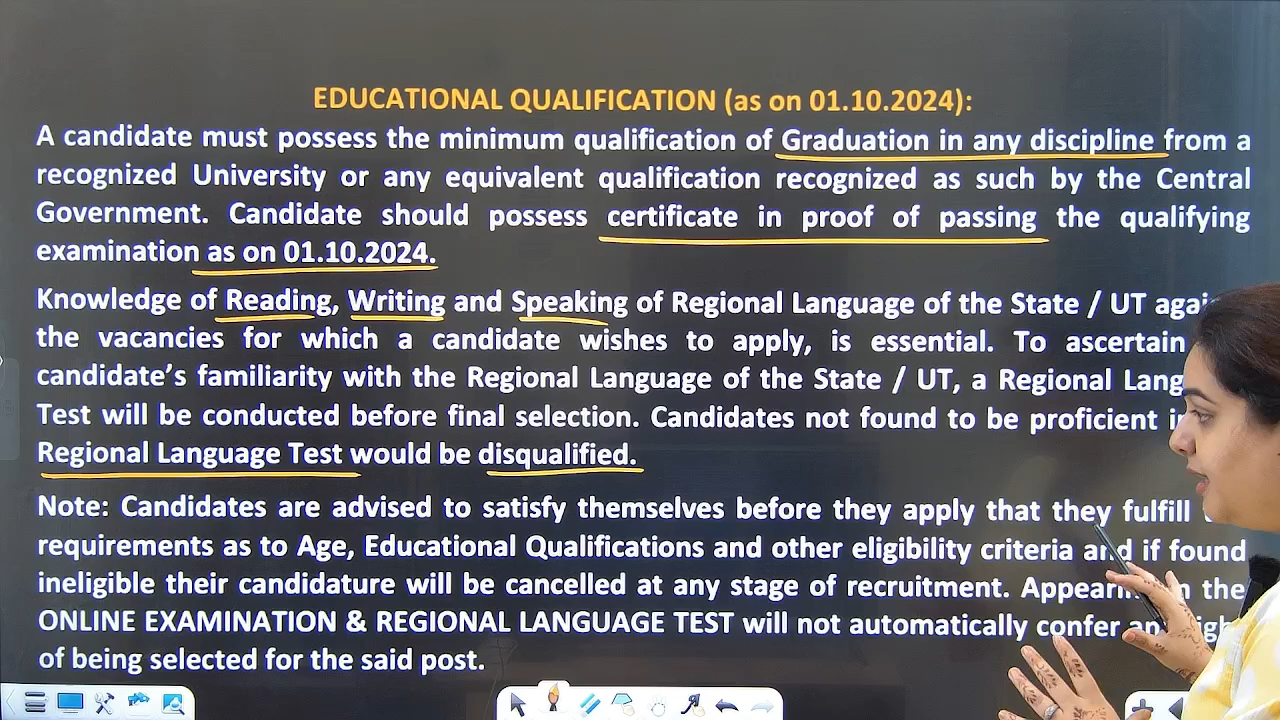 EDUCATIONAL QUALIFICATION (as on 01.10.2024):
A candidate must possess the minimum qualification of Graduation in any discipline from a
recognized University or any equivalent qualification recognized as such by the Central
Government. Candidate should possess certificate in proof of passing the qualifying
examination as on 01.10.2024.
Knowledge of Reading, Writing and Speaking of Regional Language of the State / UT
the vacancies for which a candidate wishes to apply, is essential. To ascertain
candidate's familiarity with the Regional Language of the State / UT, a Regional
Test will be conducted before final selection. Candidates not found to be proficient
Regional Language Test would be disqualified.
Note: Candidates are advised to satisfy themselves before they apply that they fulfill
requirements as to Age, Educational Qualifications and other eligibility criteria and if found
ineligible their candidature will be cancelled at any stage of recruitment. the
ONLINE EXAMINATION & REGIONAL LANGUAGE TEST will not automatically confer
of being selected for the said post.